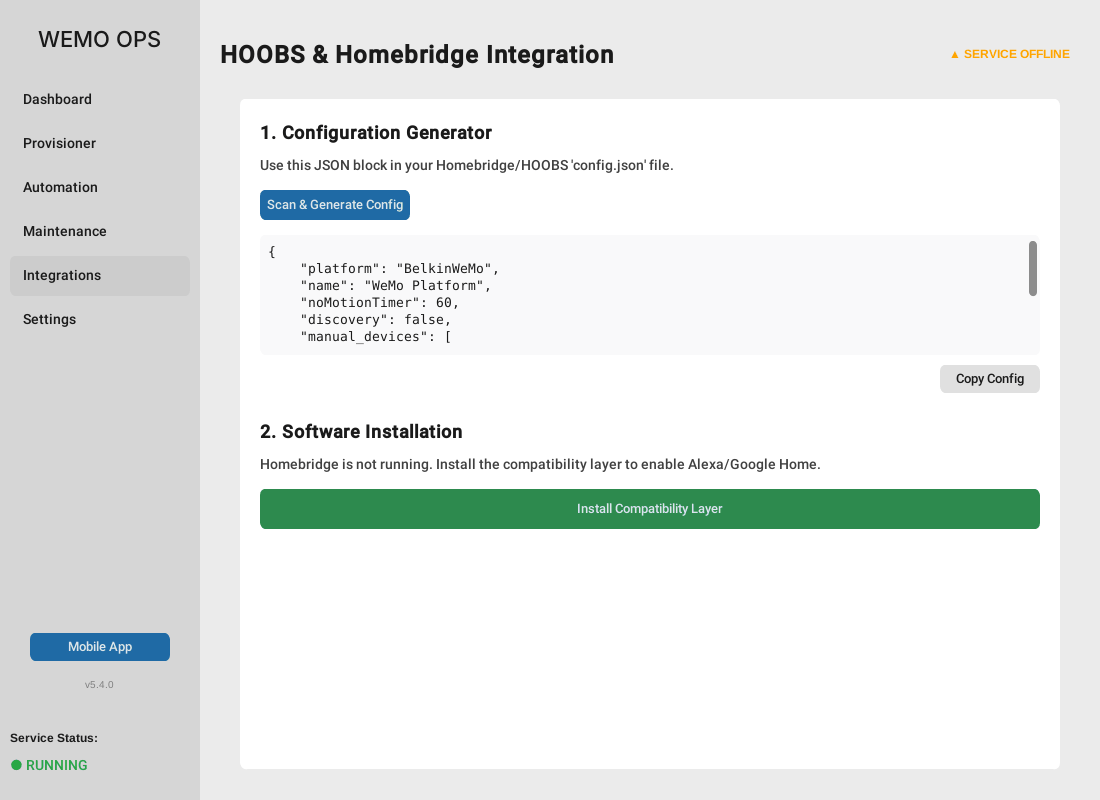 WEMO OPS
Dashboard
Provisioner
Automation
Maintenance
Integrations
Settings
Mobile App
v5.4.0
Service Status:
RUNNING
HOOBS & Homebridge Integration
▲ SERVICE OFFLINE
1. Configuration Generator
Use this JSON block in your Homebridge/HOOBS 'config.json' file.
Scan & Generate Config
{
    "platform": "BelkinWeMo",
    "name": "WeMo Platform",
    "noMotionTimer": 60,
    "discovery": false,
    "manual_devices": [
Copy Config
2. Software Installation
Homebridge is not running. Install the compatibility layer to enable Alexa/Google Home.
Install Compatibility Layer